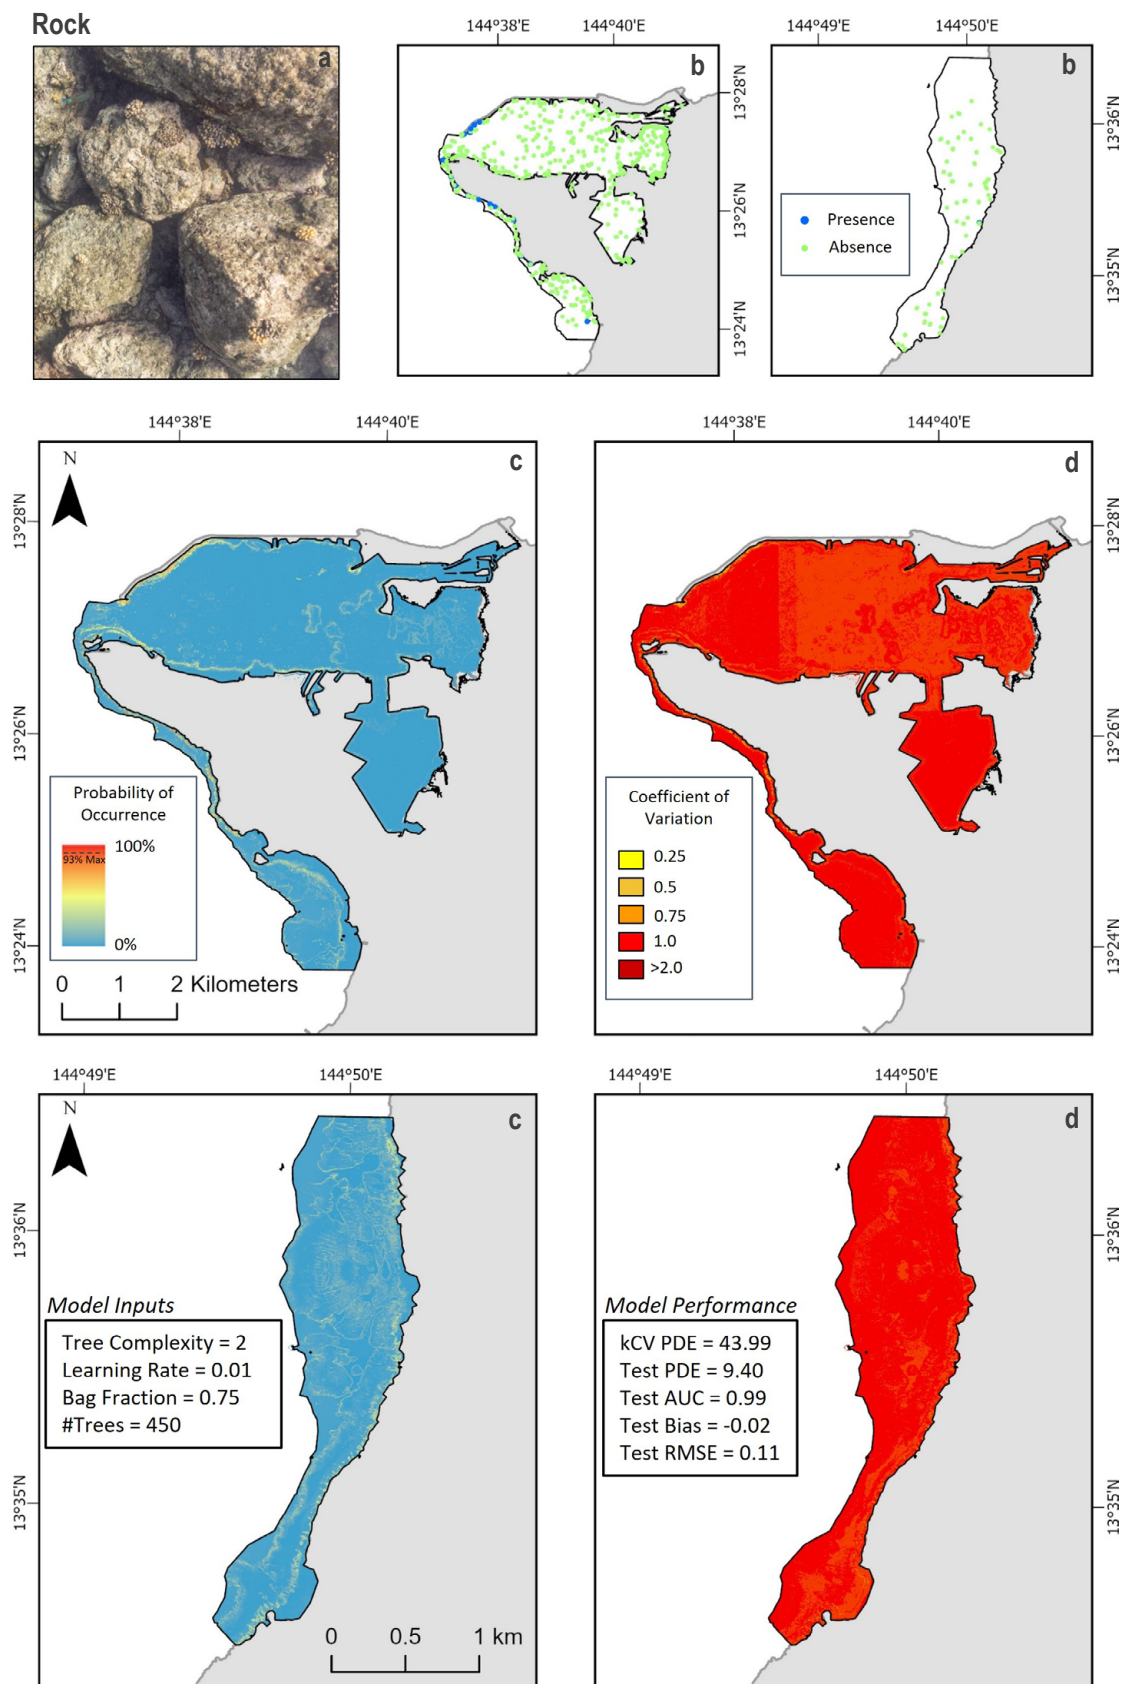 Rock
a
144°38'E 144°40'E
b
13°28'N
13°26'N
13°24'N
144°49'E 144°50'E
b
13°36'N
13°35'N
Presence
Absence
144°38'E 144°40'E
N
c
13°28'N
13°26'N
13°24'N
Probability of
Occurrence
100%
93% Max
0%
0 1 2 Kilometers
144°38'E 144°40'E
d
13°28'N
13°26'N
13°24'N
Coefficient of
Variation
0.25
0.5
0.75
1.0
>2.0
144°49'E 144°50'E
N
c
13°36'N
13°35'N
Model Inputs
Tree Complexity = 2
Learning Rate = 0.01
Bag Fraction = 0.75
#Trees = 450
0 0.5 1 km
144°49'E 144°50'E
d
13°36'N
13°35'N
Model Performance
kCV PDE = 43.99
Test PDE = 9.40
Test AUC = 0.99
Test Bias = -0.02
Test RMSE = 0.11